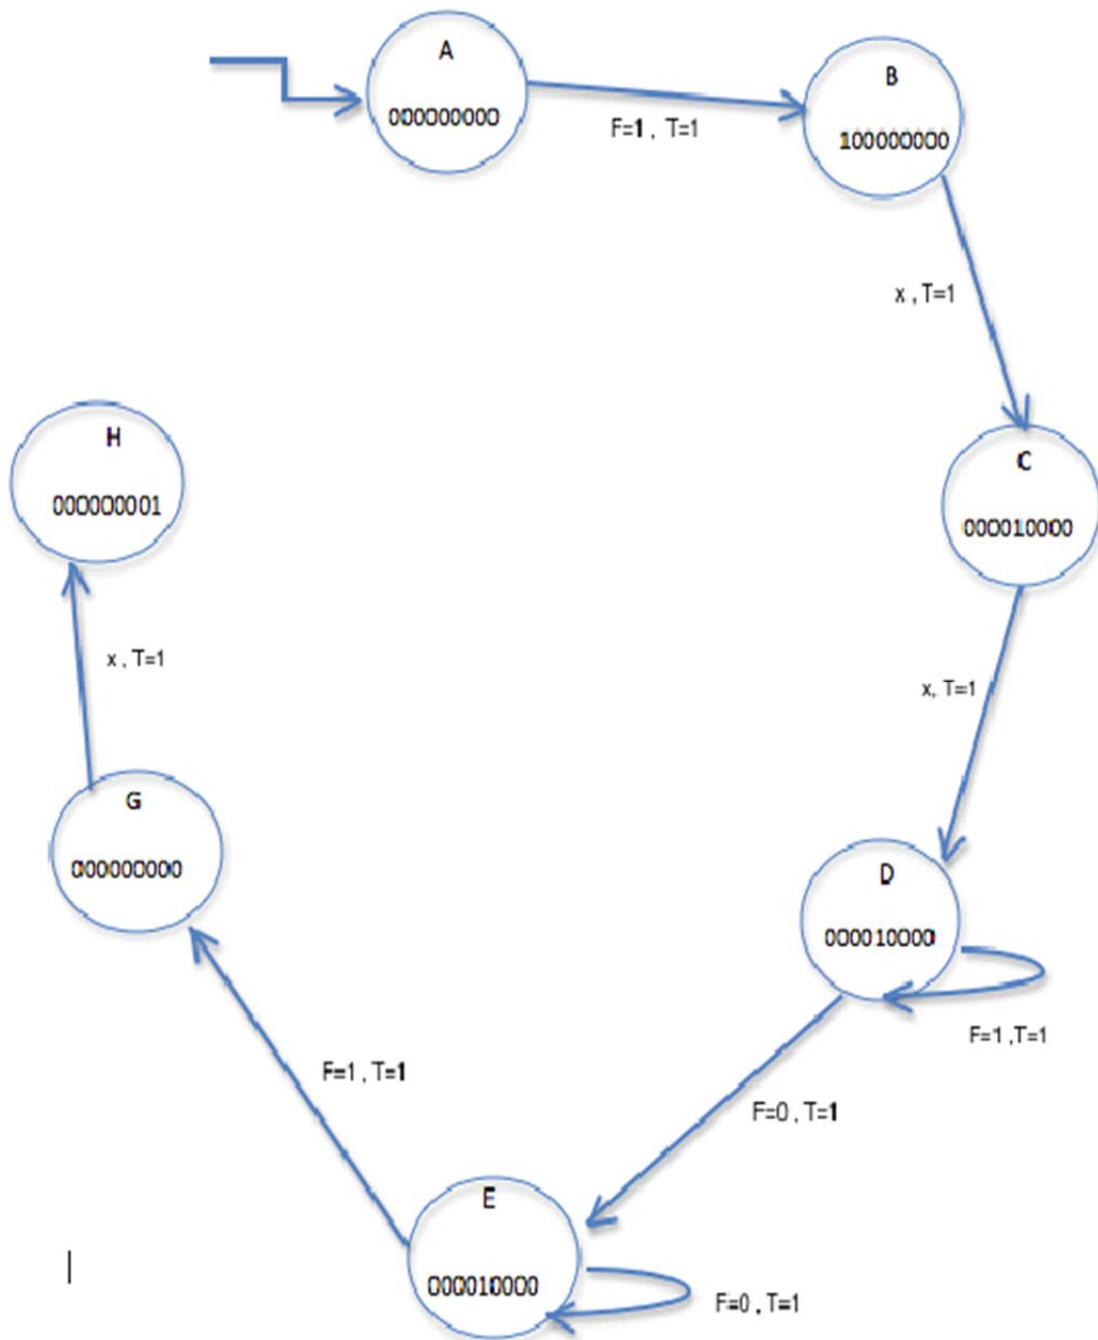 A
000000000
F=1 , T=1
B
100000000
x , T=1
C
000010000
x, T=1
D
000010000
F=1 ,T=1
F=0 , T=1
E
000010000
F=0 , T=1
F=1 , T=1
G
000000000
x , T=1
H
000000001